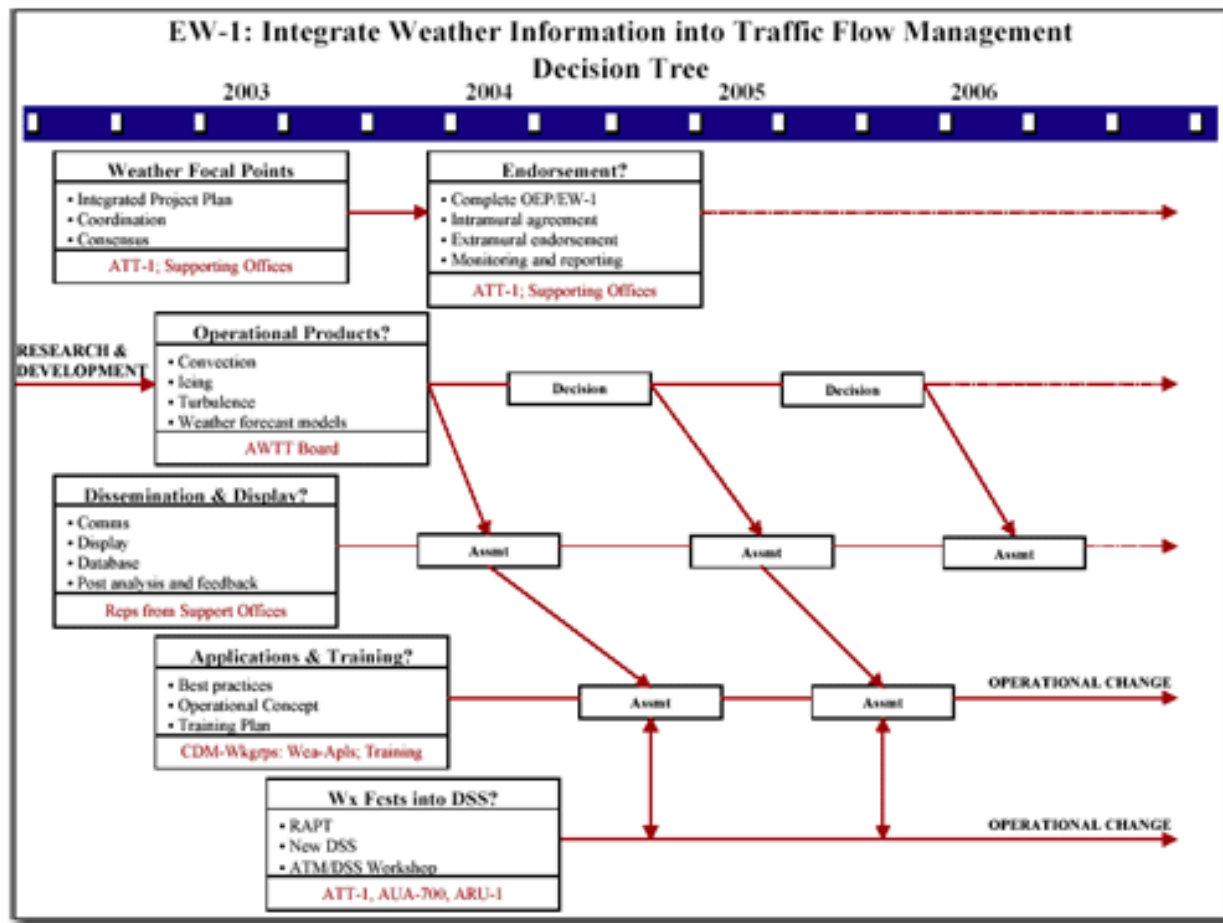 EW-1: Integrate Weather Information into Traffic Flow Management
Decision Tree
2003
2004
2005
2006
Weather Focal Points
• Integrated Project Plan
• Coordination
• Consensus
ATT-1; Supporting Offices
Endorsement?
• Complete OEP/EW-1
• Intramural agreement
• Extramural endorsement
• Monitoring and reporting
ATT-1; Supporting Offices
RESEARCH &
DEVELOPMENT
Operational Products?
• Convection
• Icing
• Turbulence
• Weather forecast models
AWTT Board
Decision
Decision
Dissemination & Display?
• Comms
• Display
• Database
• Post analysis and feedback
Reps from Support Offices
Assmt
Assmt
Assmt
Applications & Training?
• Best practices
• Operational Concept
• Training Plan
CDM-Wkgrps: Wea-Apls; Training
Assmt
Assmt
OPERATIONAL CHANGE
Wx Fcsts into DSS?
• RAPT
• New DSS
• ATM/DSS Workshop
ATT-1, AUA-700, ARU-1
OPERATIONAL CHANGE